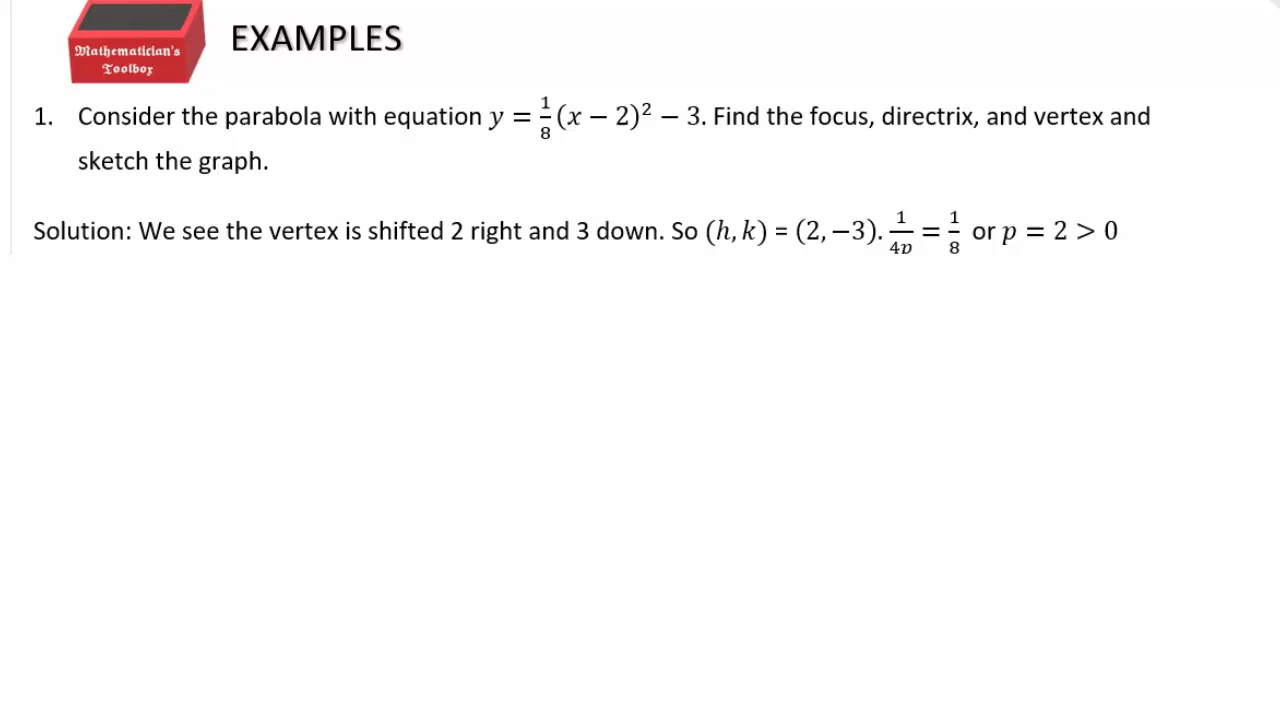 Mathematician's
Toolbox
EXAMPLES
1. Consider the parabola with equation y = 1/8 (x − 2)² − 3. Find the focus, directrix, and vertex and
sketch the graph.
Solution: We see the vertex is shifted 2 right and 3 down. So (h, k) = (2, −3). 1/4p = 1/8 or p = 2 > 0